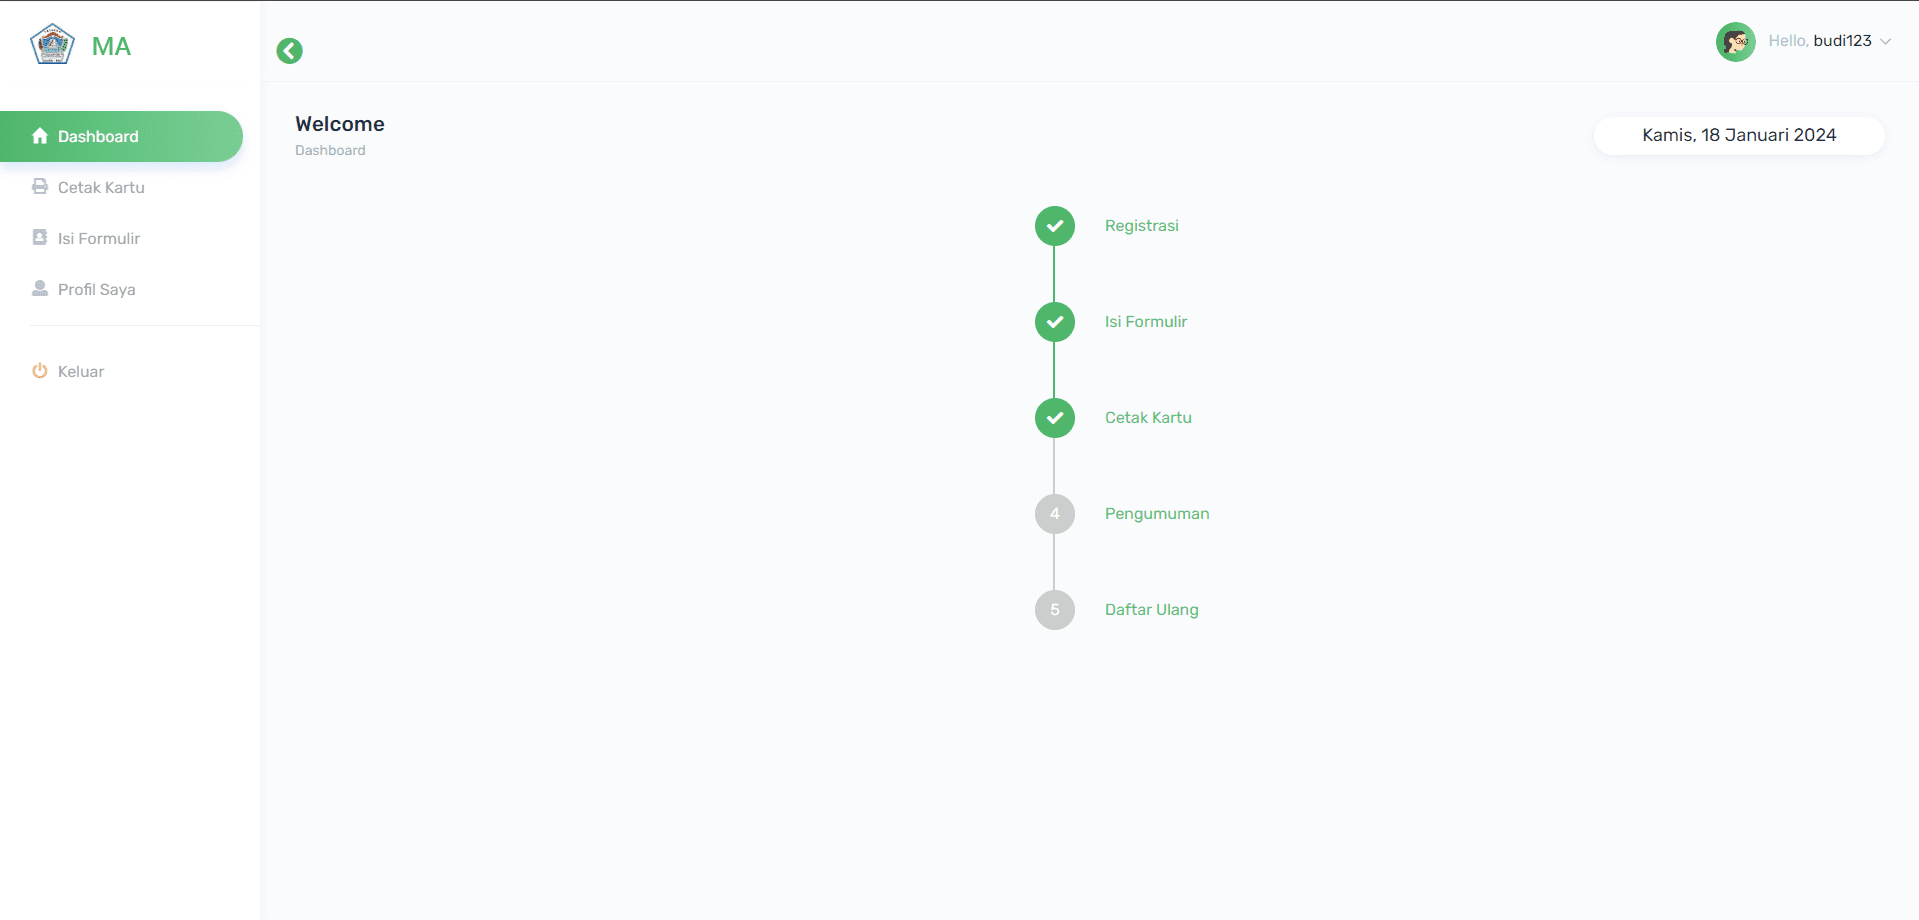 MA
Hello, budi123
Dashboard
Cetak Kartu
Isi Formulir
Profil Saya
Keluar
Welcome
Dashboard
Kamis, 18 Januari 2024
Registrasi
Isi Formulir
Cetak Kartu
4 Pengumuman
5 Daftar Ulang